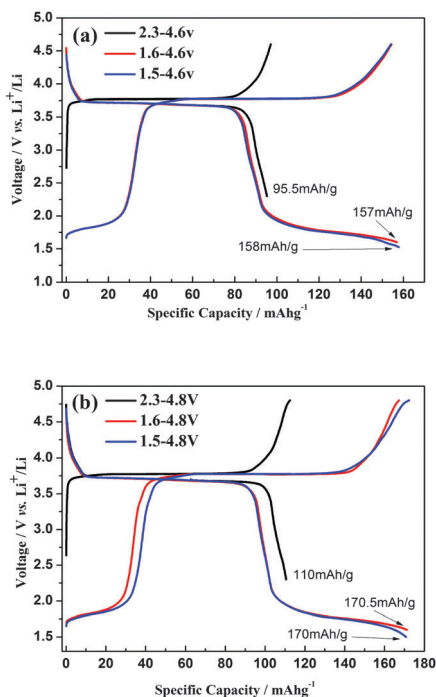 (a)
2.3-4.6v
1.6-4.6v
1.5-4.6v
Voltage / V vs. Li⁺/Li
5.0
4.5
4.0
3.5
3.0
2.5
2.0
1.5
1.0
95.5mAh/g
157mAh/g
158mAh/g
0 20 40 60 80 100 120 140 160
Specific Capacity / mAhg⁻¹
(b)
2.3-4.8V
1.6-4.8V
1.5-4.8V
Voltage / V vs. Li⁺/Li
5.0
4.5
4.0
3.5
3.0
2.5
2.0
1.5
110mAh/g
170.5mAh/g
170mAh/g
0 20 40 60 80 100 120 140 160 180
Specific Capacity / mAhg⁻¹